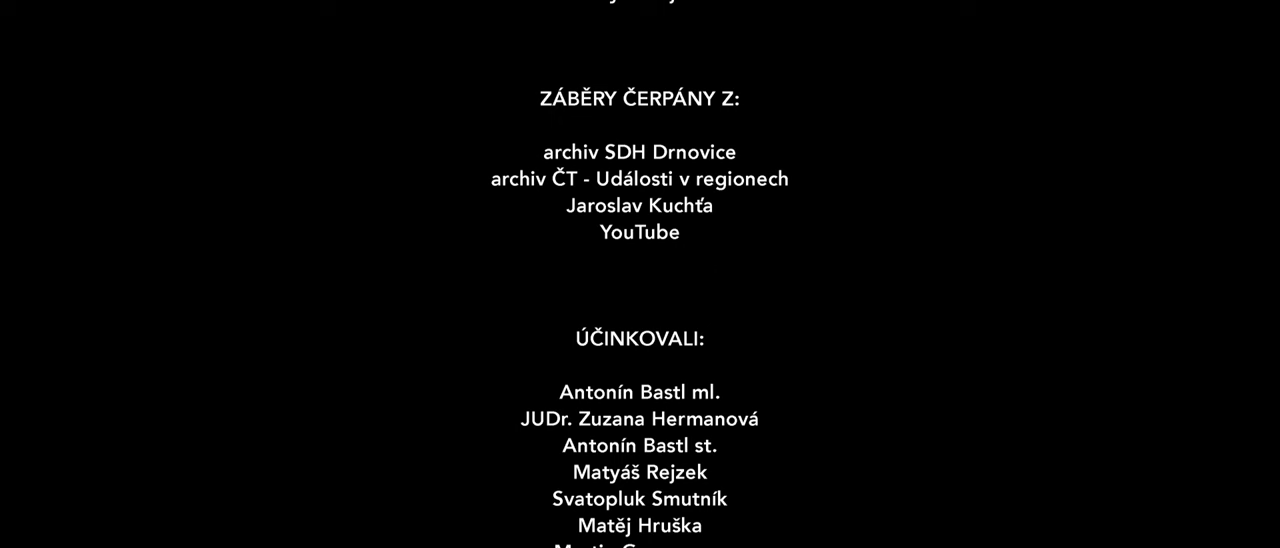 ZÁBĚRY ČERPÁNY Z:
archiv SDH Drnovice
archiv ČT - Události v regionech
Jaroslav Kuchťa
YouTube
ÚČINKOVALI:
Antonín Bastl ml.
JUDr. Zuzana Hermanová
Antonín Bastl st.
Matyáš Rejzek
Svatopluk Smutník
Matěj Hruška